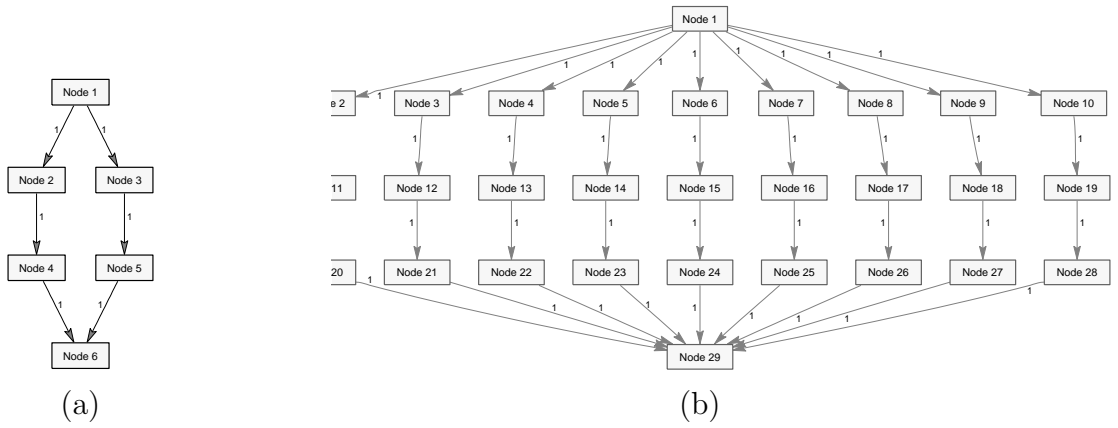 Node 1
1 1
Node 2 Node 3
1 1
Node 4 Node 5
1 1
Node 6
(a)
Node 1
1 1 1 1 1 1 1 1 1
e 2 Node 3 Node 4 Node 5 Node 6 Node 7 Node 8 Node 9 Node 10
1 1 1 1 1 1 1 1
11 Node 12 Node 13 Node 14 Node 15 Node 16 Node 17 Node 18 Node 19
1 1 1 1 1 1 1 1
20 Node 21 Node 22 Node 23 Node 24 Node 25 Node 26 Node 27 Node 28
1 1 1 1 1 1 1 1 1
Node 29
(b)